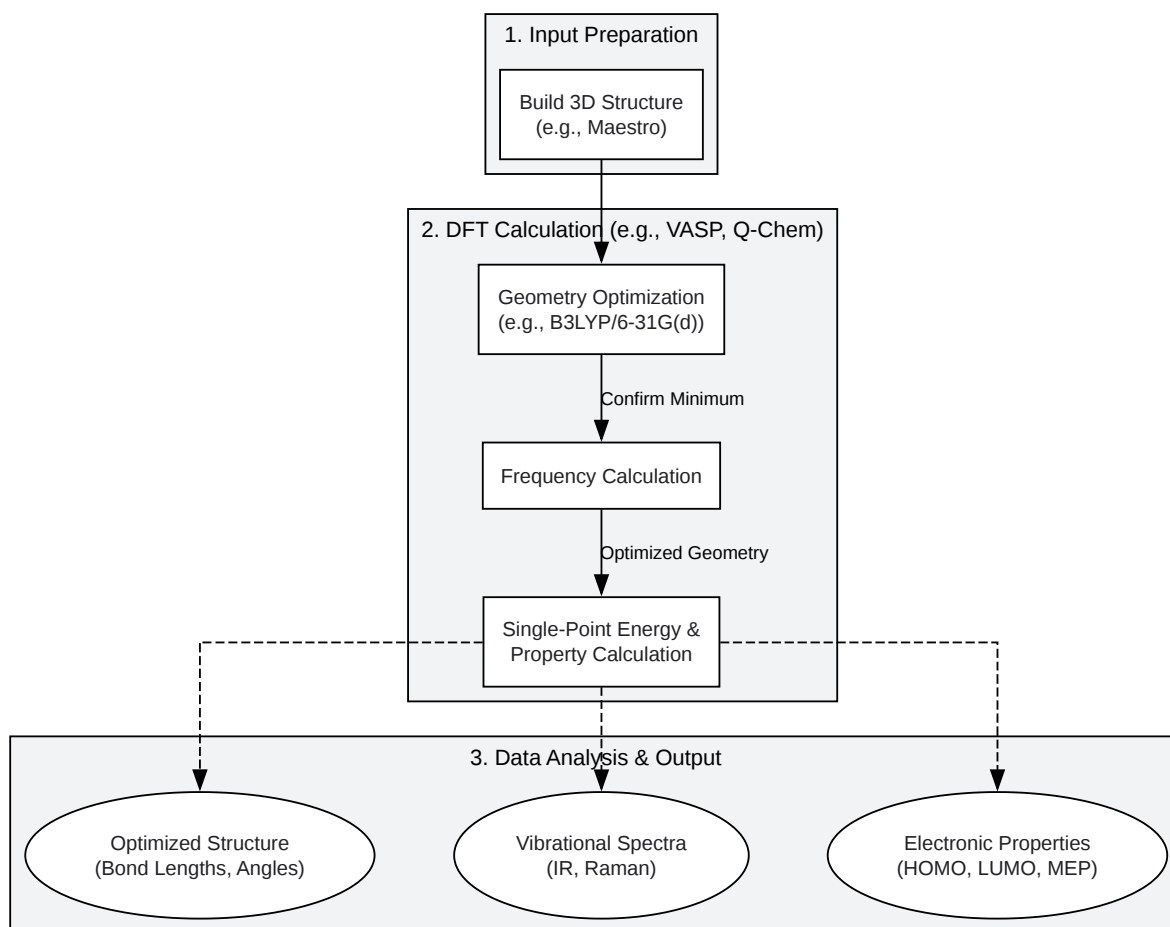 1. Input Preparation
Build 3D Structure
(e.g., Maestro)
2. DFT Calculation (e.g., VASP, Q-Chem)
Geometry Optimization
(e.g., B3LYP/6-31G(d))
Confirm Minimum
Frequency Calculation
Optimized Geometry
Single-Point Energy &
Property Calculation
3. Data Analysis & Output
Optimized Structure
(Bond Lengths, Angles)
Vibrational Spectra
(IR, Raman)
Electronic Properties
(HOMO, LUMO, MEP)